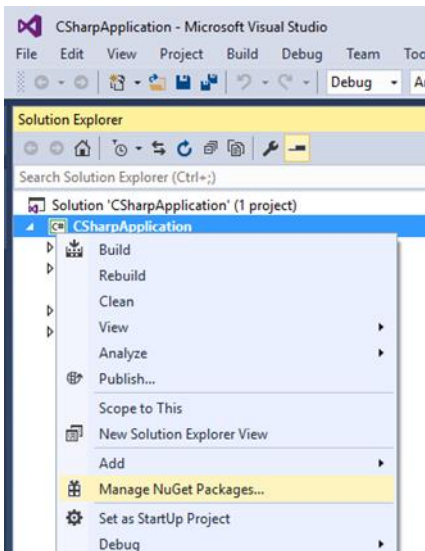 CSharpApplication - Microsoft Visual Studio
File Edit View Project Build Debug Team
Debug
Solution Explorer
Search Solution Explorer (Ctrl+;)
Solution 'CSharpApplication' (1 project)
C# CSharpApplication
Build
Rebuild
Clean
View
Analyze
Publish...
Scope to This
New Solution Explorer View
Add
Manage NuGet Packages...
Set as StartUp Project
Debug